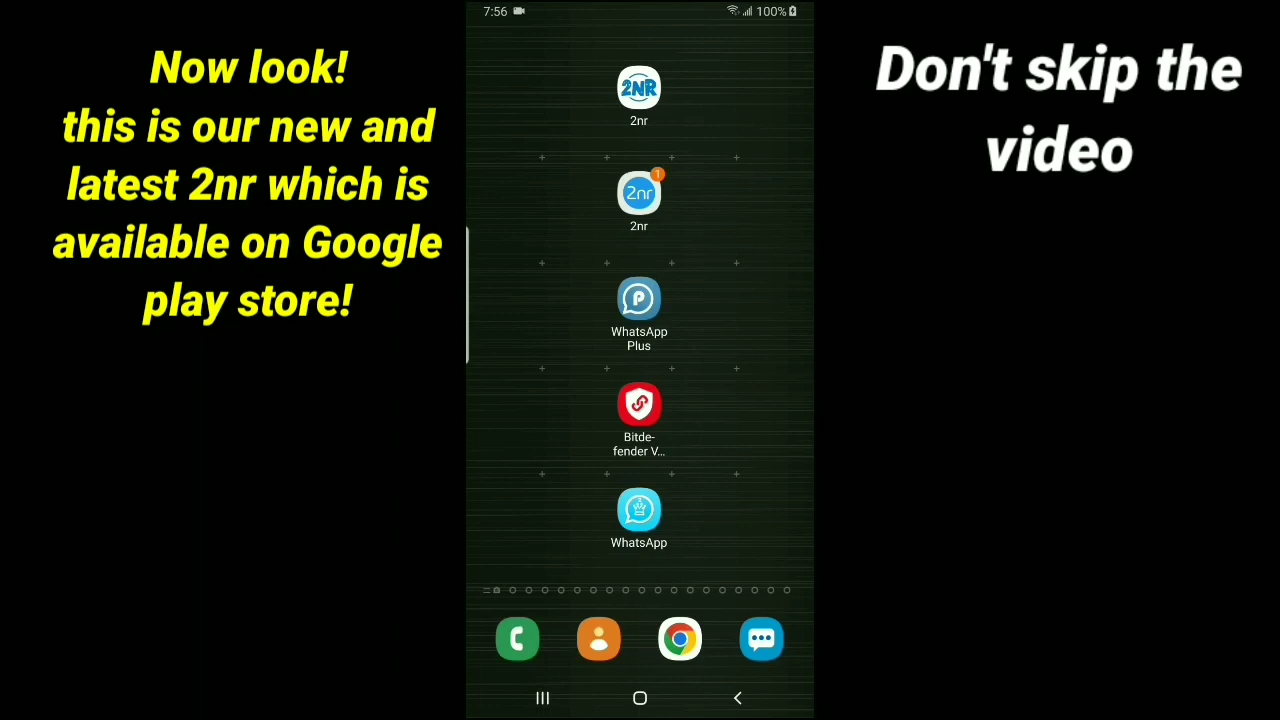 Now look!
this is our new and
latest 2nr which is
available on Google
play store!
7:56
100%
2NR
2nr
1
2nr
2nr
WhatsApp
Plus
Bitde-
fender V...
WhatsApp
Don't skip the
video